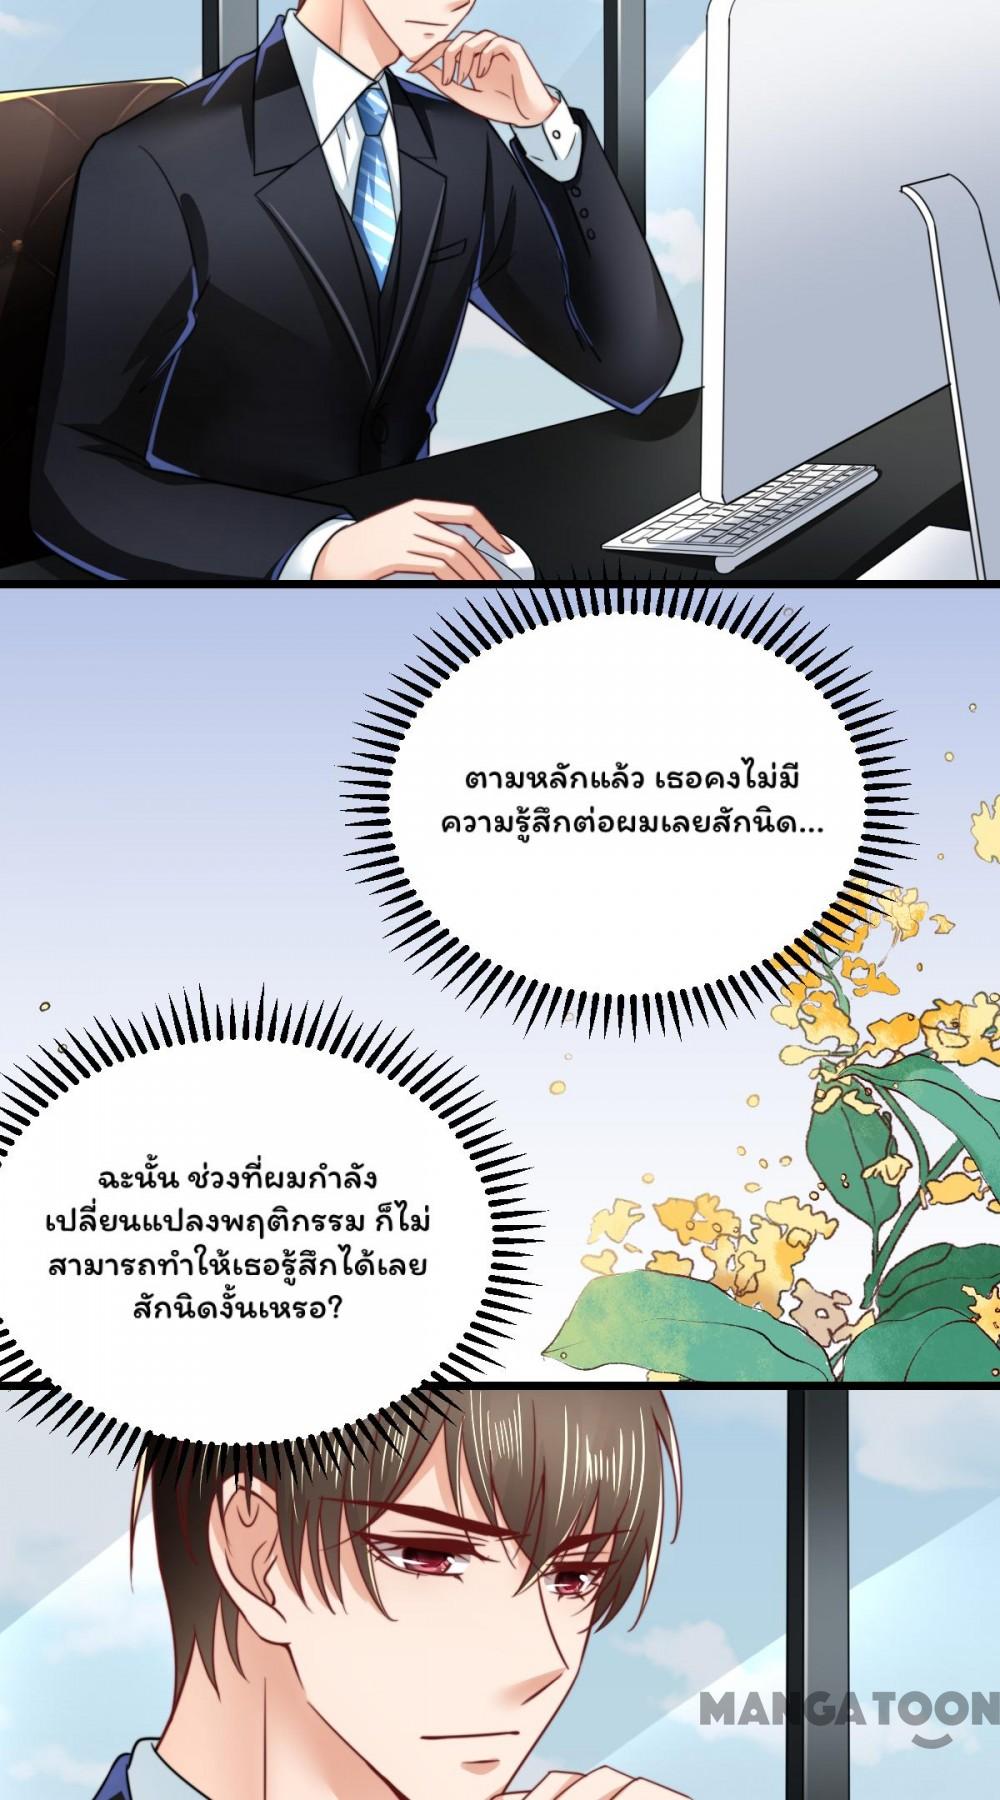 ตามหลักแล้ว เธอคงไม่มี
ความรู้สึกต่อผมเลยสักนิด...
ฉะนั้น ช่วงที่ผมกำลัง
เปลี่ยนแปลงพฤติกรรม ก็ไม่
สามารถทำให้เธอรู้สึกได้เลย
สักนิดงั้นเหรอ?
MANGATOON